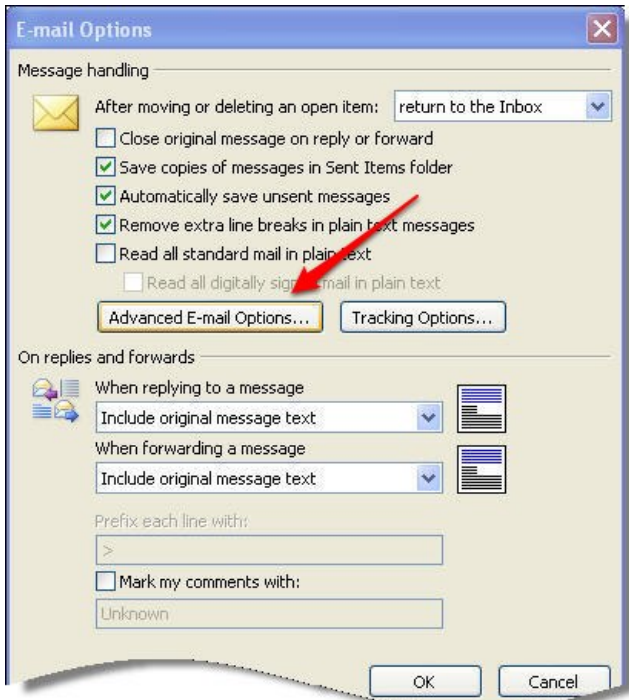 E-mail Options
Message handling
After moving or deleting an open item: return to the Inbox
Close original message on reply or forward
Save copies of messages in Sent Items folder
Automatically save unsent messages
Remove extra line breaks in plain text messages
Read all standard mail in plain text
Read all digitally signed mail in plain text
Advanced E-mail Options... Tracking Options...
On replies and forwards
When replying to a message
Include original message text
When forwarding a message
Include original message text
Prefix each line with:
>
Mark my comments with:
Unknown
OK Cancel